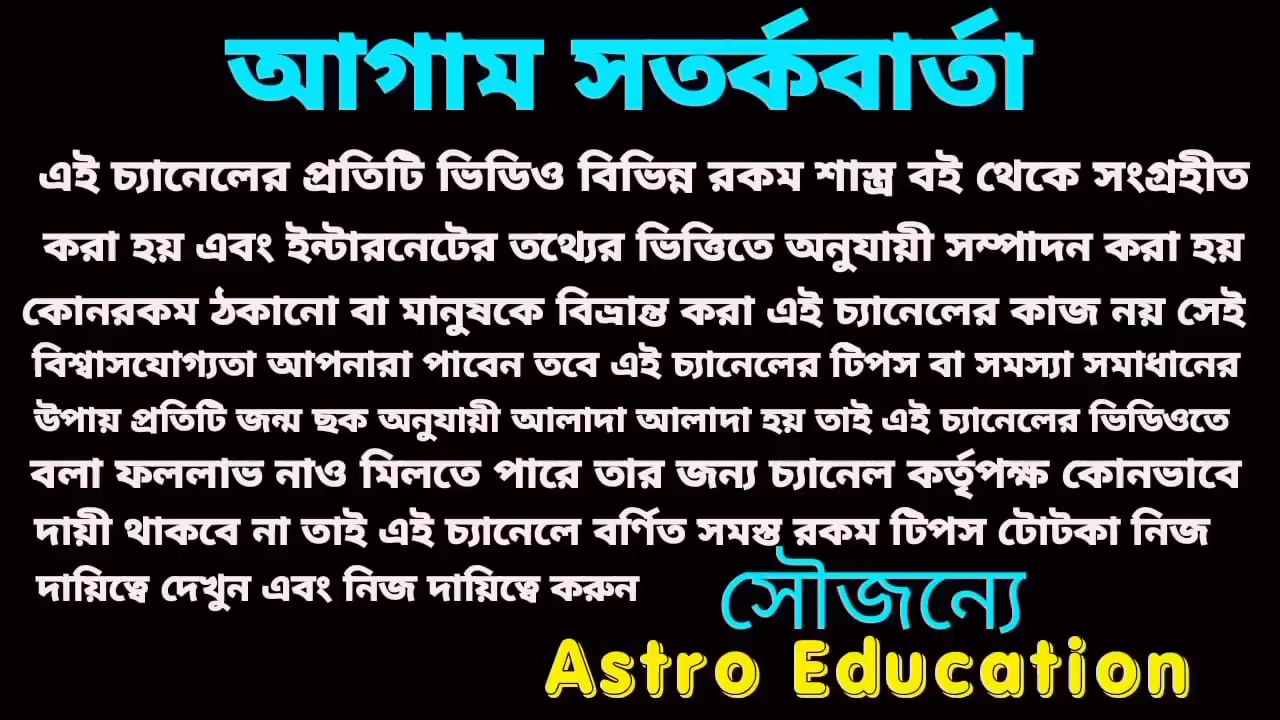 আগাম সতর্কবার্তা
এই চ্যানেলের প্রতিটি ভিডিও বিভিন্ন রকম শাস্ত্র বই থেকে সংগ্রহীত
করা হয় এবং ইন্টারনেটের তথ্যের ভিত্তিতে অনুযায়ী সম্পাদন করা হয়
কোনরকম ঠকানো বা মানুষকে বিভ্রান্ত করা এই চ্যানেলের কাজ নয় সেই
বিশ্বাসযোগ্যতা আপনারা পাবেন তবে এই চ্যানেলের টিপস বা সমস্যা সমাধানের
উপায় প্রতিটি জন্ম ছক অনুযায়ী আলাদা আলাদা হয় তাই এই চ্যানেলের ভিডিওতে
বলা ফললাভ নাও মিলতে পারে তার জন্য চ্যানেল কর্তৃপক্ষ কোনভাবে
দায়ী থাকবে না তাই এই চ্যানেলে বর্ণিত সমস্ত রকম টিপস টোটকা নিজ
দায়িত্বে দেখুন এবং নিজ দায়িত্বে করুন
সৌজন্যে
Astro Education